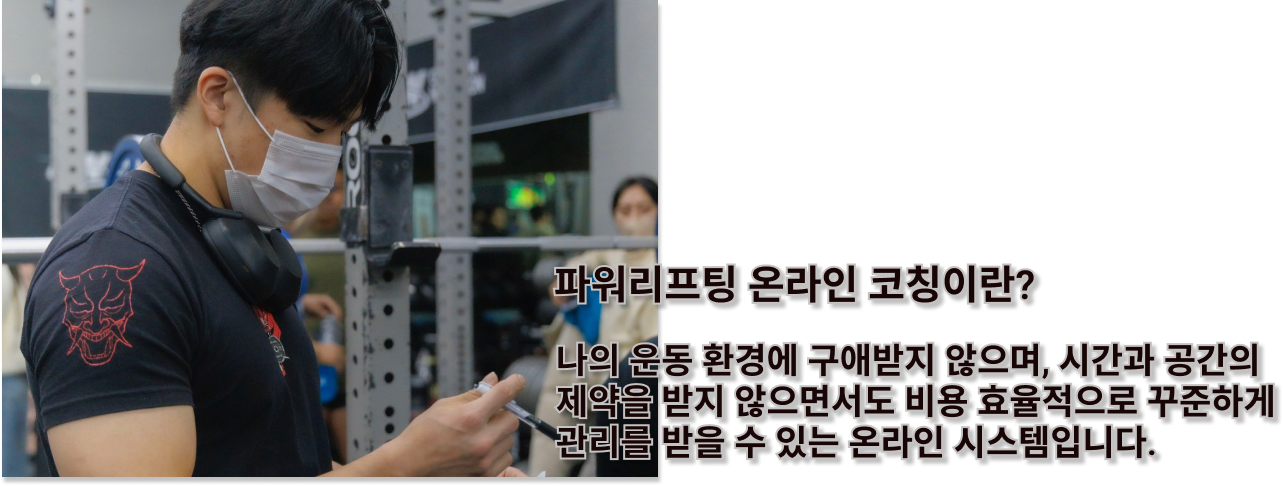 파워리프팅 온라인 코칭이란?
나의 운동 환경에 구애받지 않으며, 시간과 공간의
제약을 받지 않으면서도 비용 효율적으로 꾸준하게
관리를 받을 수 있는 온라인 시스템입니다.